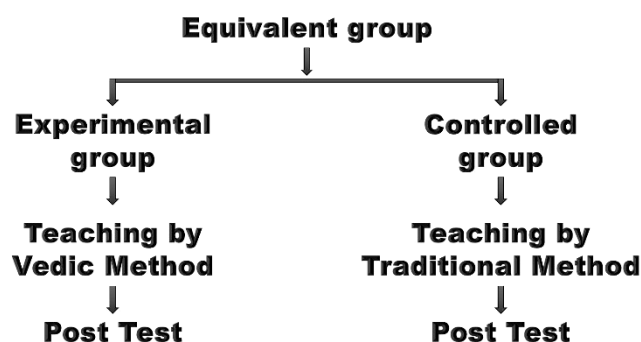 Equivalent group
Experimental
group
Controlled
group
Teaching by
Vedic Method
Teaching by
Traditional Method
Post Test
Post Test